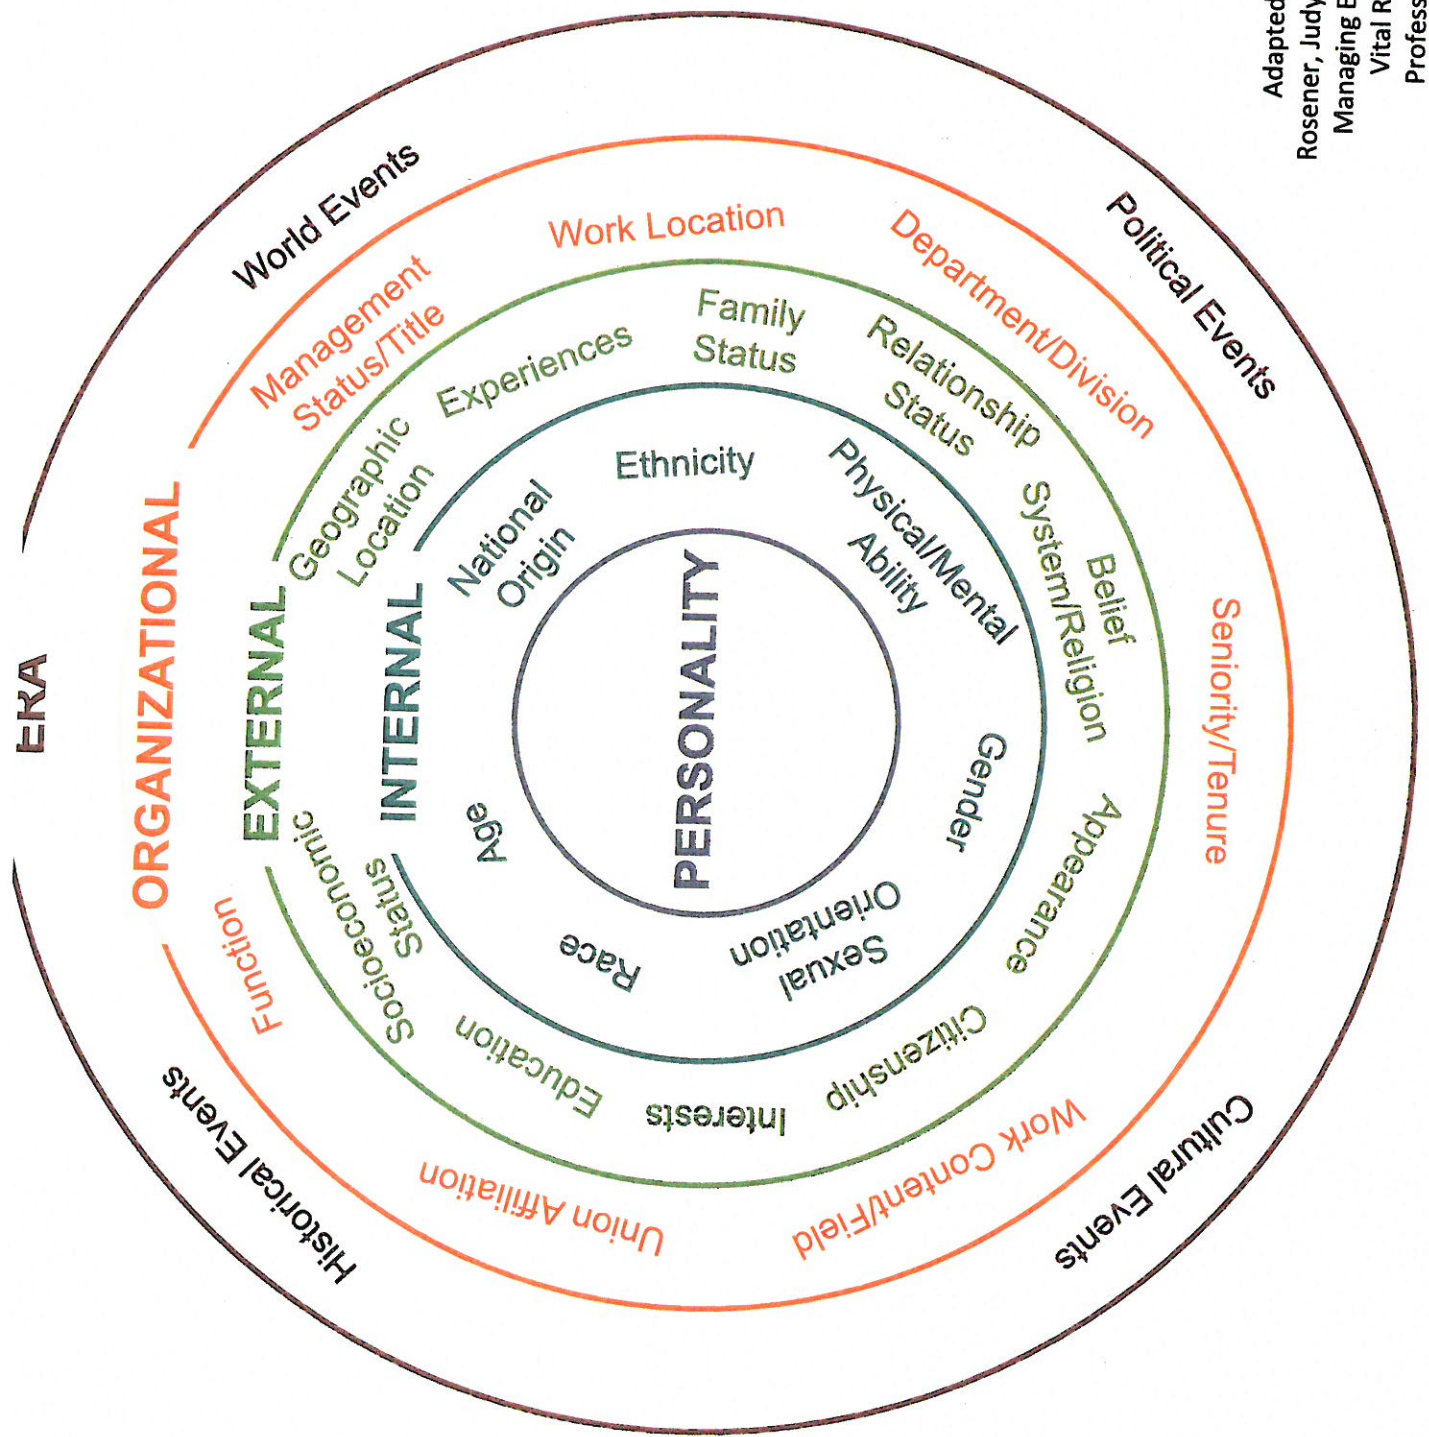 ERA
World Events
Political Events
Cultural Events
Historical Events
ORGANIZATIONAL
Management
Status/Title
Work Location
Department/Division
Seniority/Tenure
Work Content/Field
Union Affiliation
Function
EXTERNAL
Geographic
Location
Experiences
Family
Status
Relationship
Status
Belief
System/Religion
Appearance
Citizenship
Interests
Education
Socioeconomic
Status
INTERNAL
National
Origin
Ethnicity
Physical/Mental
Ability
Gender
Sexual
Orientation
Race
Age
PERSONALITY
Adapted
Rosener, Judy
Managing
Vital